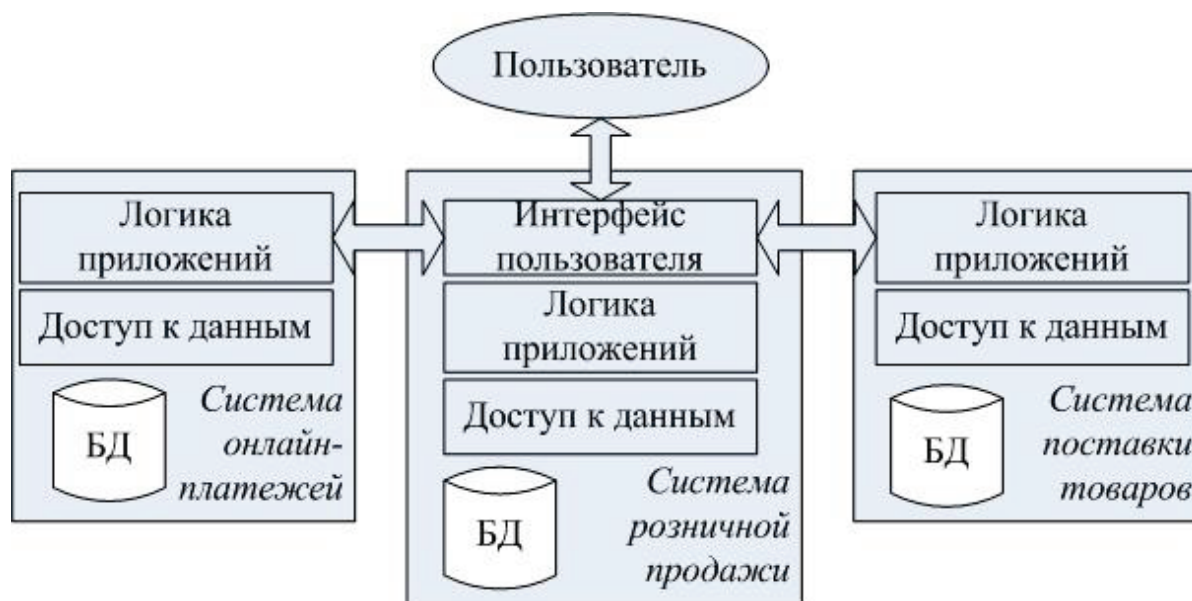 Пользователь
Логика
приложений
Доступ к данным
БД
Система
онлайн-
платежей
Интерфейс
пользователя
Логика
приложений
Доступ к данным
БД
Система
розничной
продажи
Логика
приложений
Доступ к данным
БД
Система
поставки
товаров